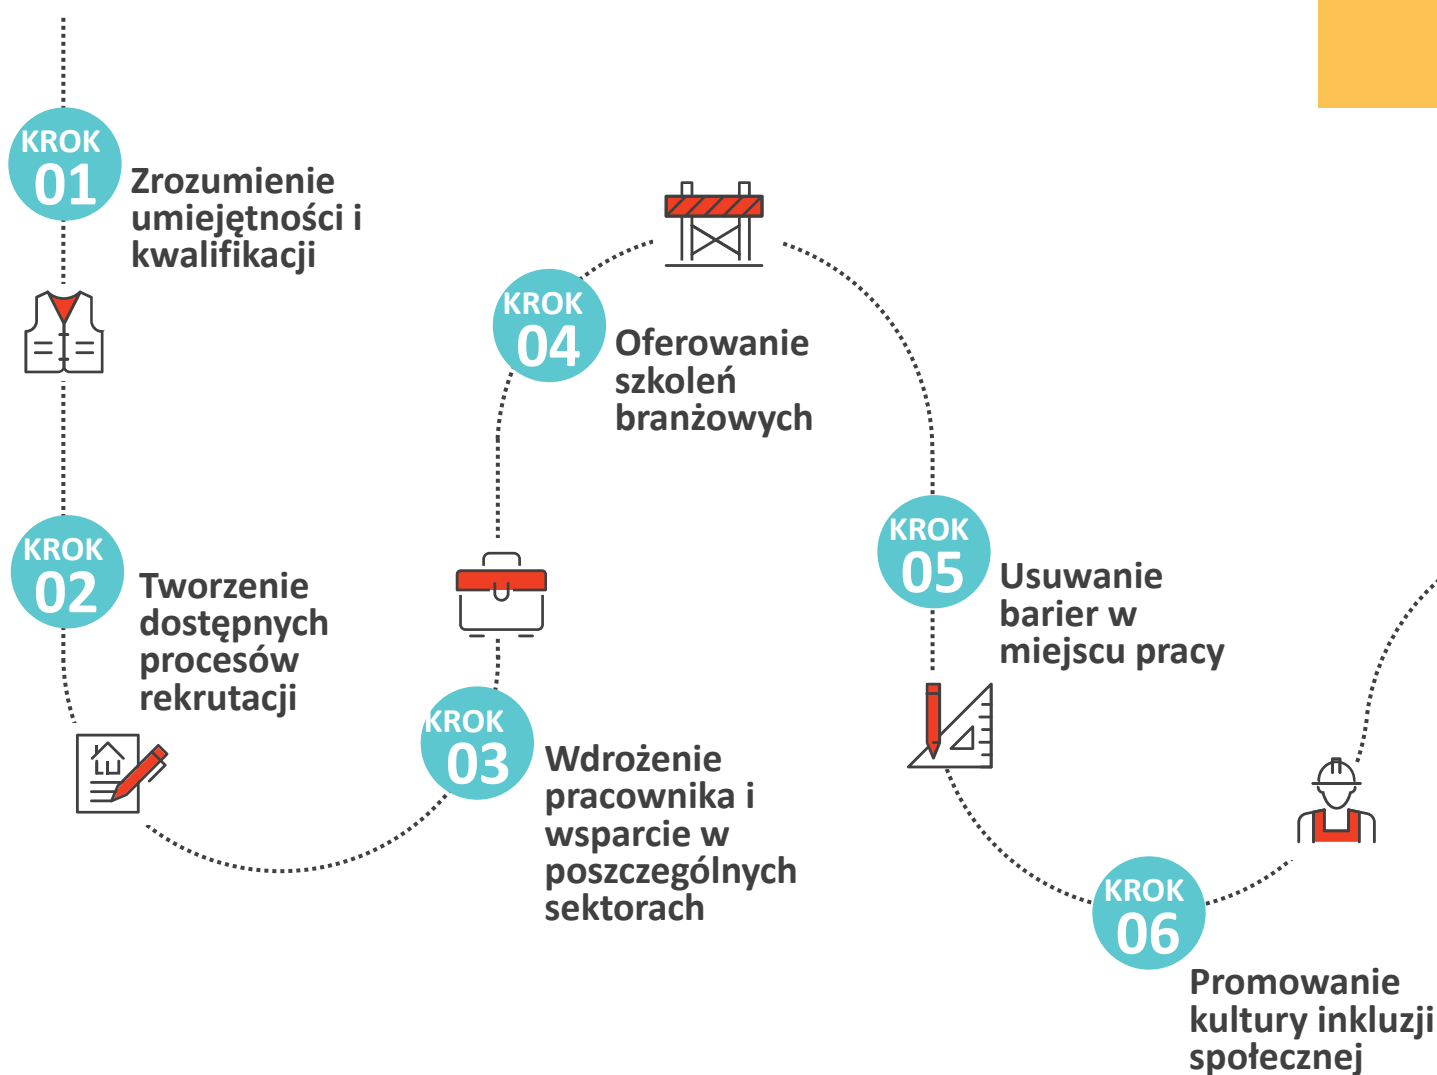 KROK
01
Zrozumienie
umiejętności i
kwalifikacji
KROK
02
Tworzenie
dostępnych
procesów
rekrutacji
KROK
03
Wdrożenie
pracownika i
wsparcie w
poszczególnych
sektorach
KROK
04
Oferowanie
szkoleń
branżowych
KROK
05
Usuwanie
barier w
miejscu pracy
KROK
06
Promowanie
kultury inkluzji
społecznej